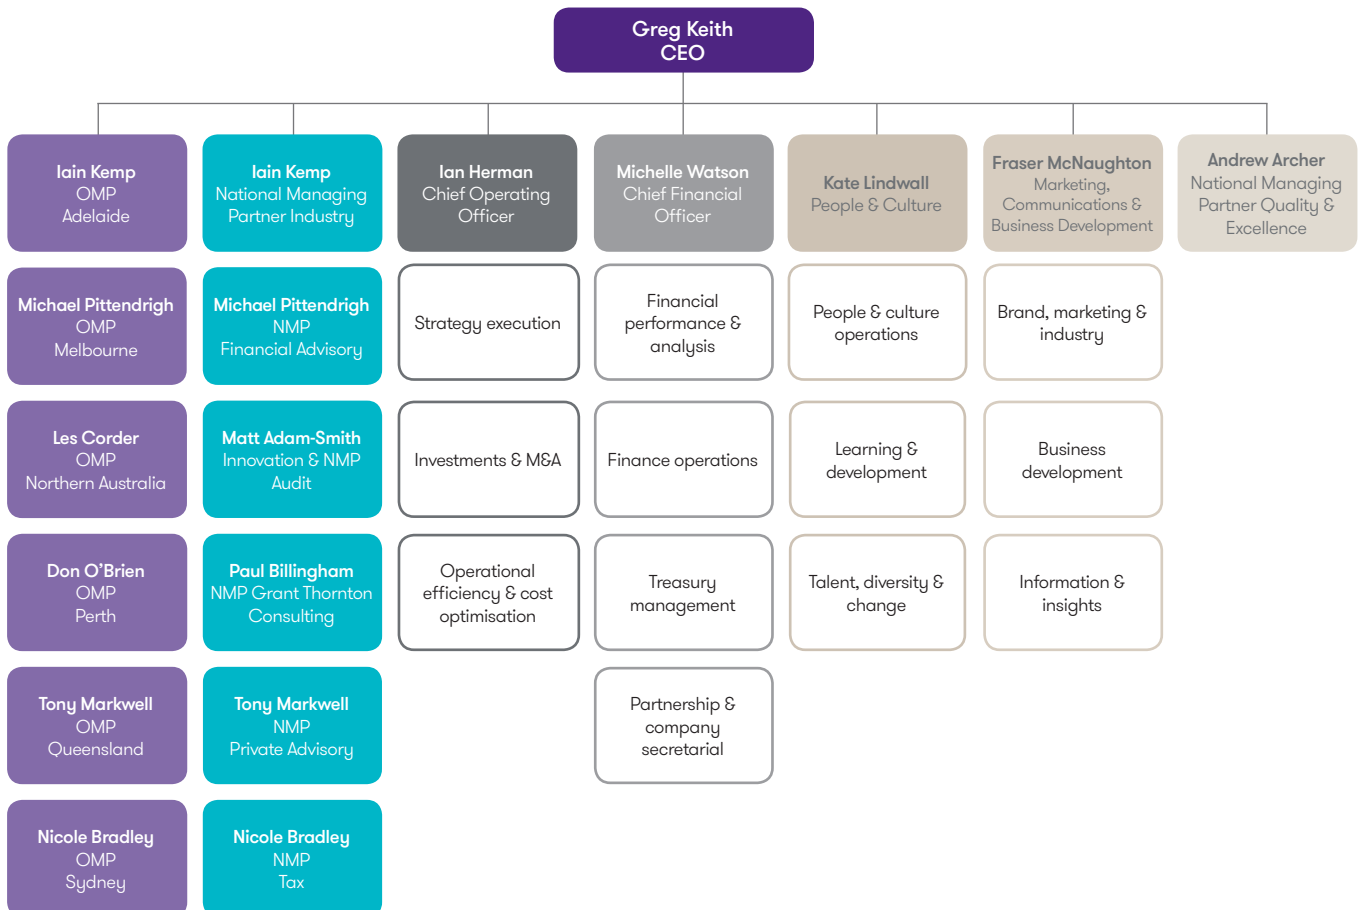 Greg Keith
CEO
Iain Kemp
OMP
Adelaide
Iain Kemp
National Managing
Partner Industry
Ian Herman
Chief Operating
Officer
Michelle Watson
Chief Financial
Officer
Kate Lindwall
People & Culture
Fraser McNaughton
Marketing,
Communications &
Business Development
Andrew Archer
National Managing
Partner Quality &
Excellence
Michael Pittendrigh
OMP
Melbourne
Michael Pittendrigh
NMP
Financial Advisory
Strategy execution
Financial
performance &
analysis
People & culture
operations
Brand, marketing &
industry
Les Corder
OMP
Northern Australia
Matt Adam-Smith
Innovation & NMP
Audit
Investments & M&A
Finance operations
Learning &
development
Business
development
Don O’Brien
OMP
Perth
Paul Billingham
NMP Grant Thornton
Consulting
Operational
efficiency & cost
optimisation
Treasury
management
Talent, diversity &
change
Information &
insights
Tony Markwell
OMP
Queensland
Tony Markwell
NMP
Private Advisory
Partnership &
company
secretarial
Nicole Bradley
OMP
Sydney
Nicole Bradley
NMP
Tax